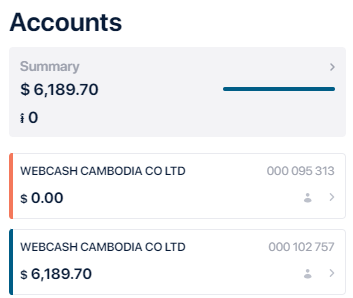 Accounts
Summary
$ 6,189.70
៛ 0
WEBCASH CAMBODIA CO LTD 000 095 313
$ 0.00
WEBCASH CAMBODIA CO LTD 000 102 757
$ 6,189.70